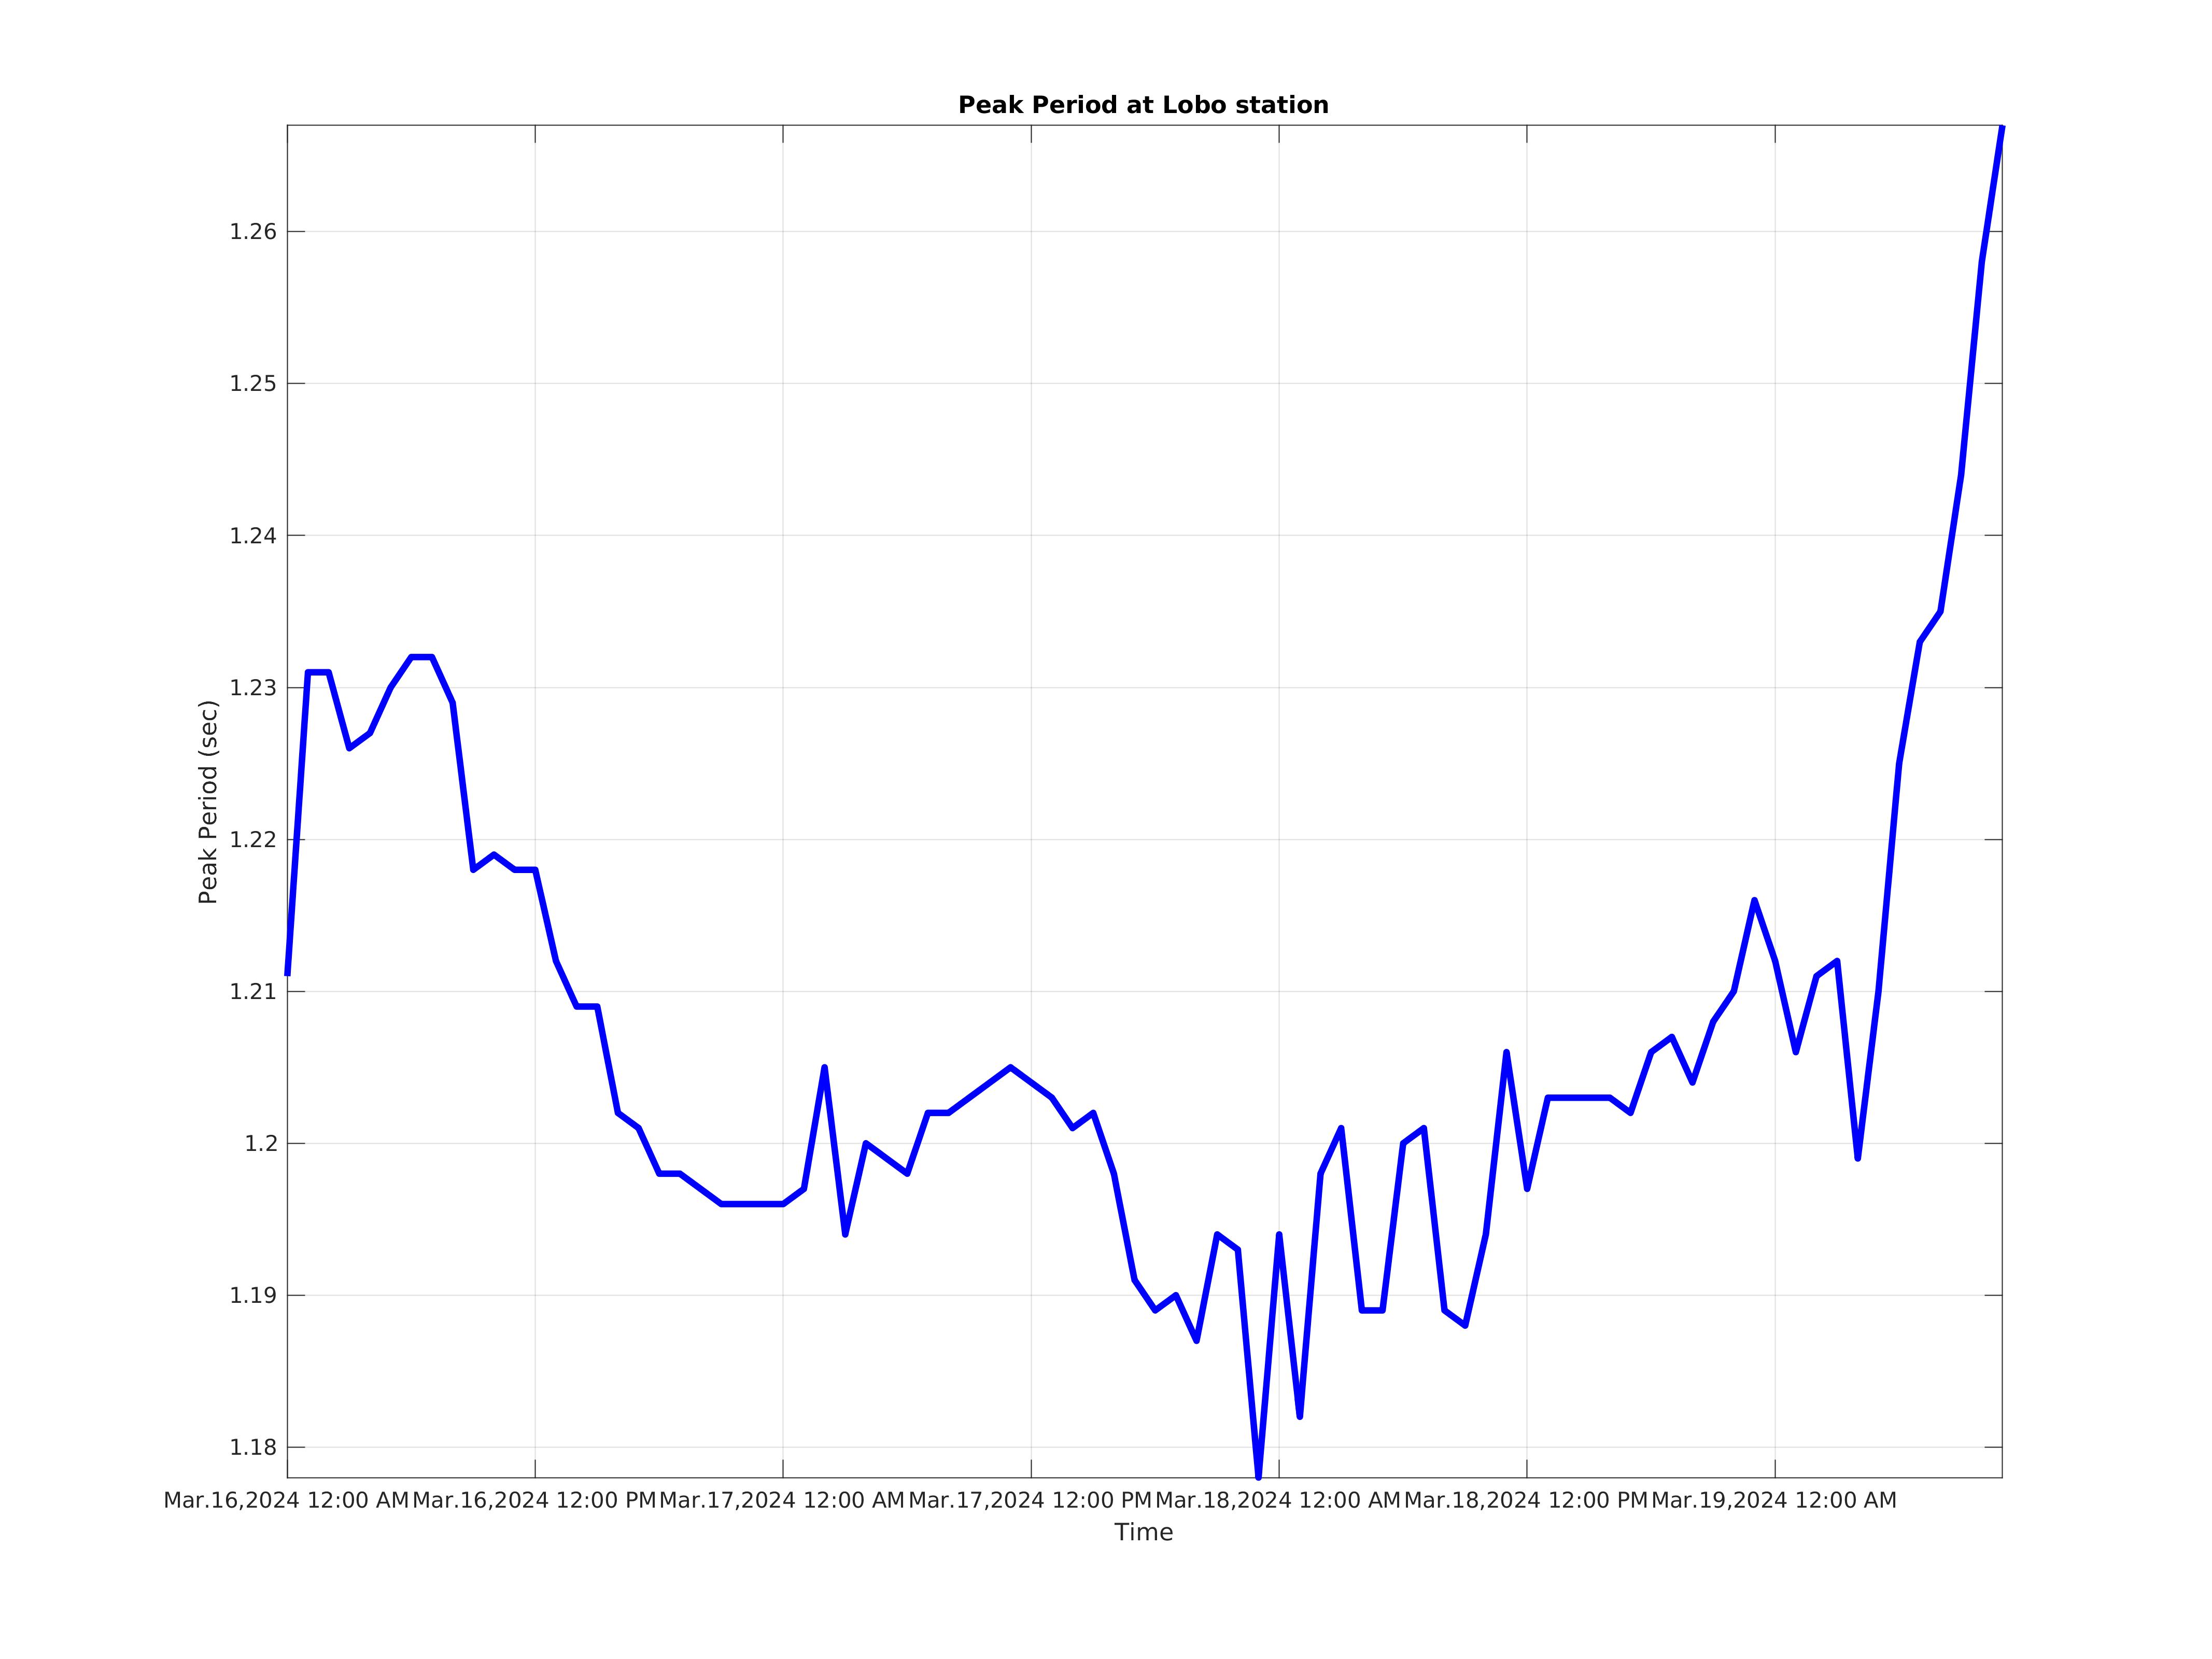 Peak Period at Lobo station
Peak Period (sec)
1.26
1.25
1.24
1.23
1.22
1.21
1.2
1.19
1.18
Mar.16,2024 12:00 AM Mar.16,2024 12:00 PM Mar.17,2024 12:00 AM Mar.17,2024 12:00 PM Mar.18,2024 12:00 AM Mar.18,2024 12:00 PM Mar.19,2024 12:00 AM
Time